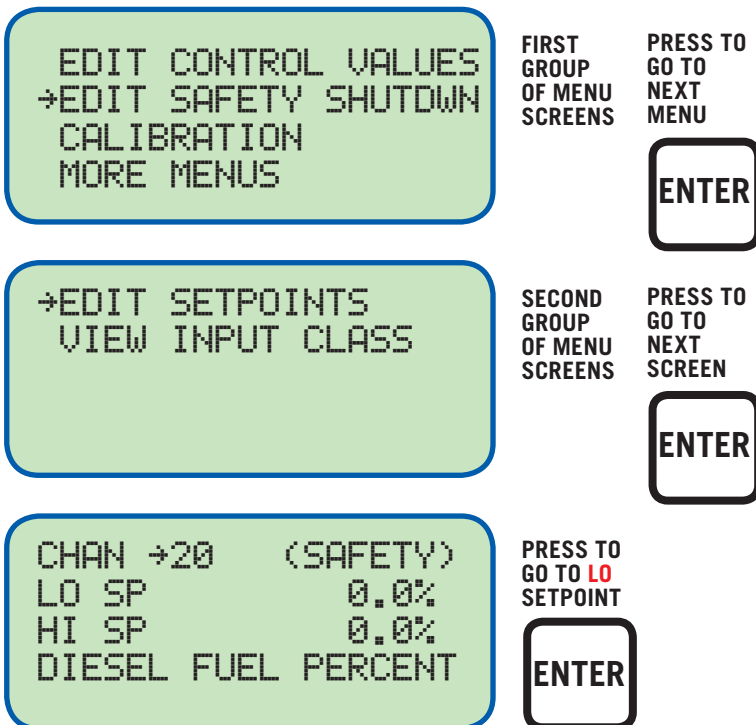 EDIT CONTROL VALUES
→EDIT SAFETY SHUTDWN
CALIBRATION
MORE MENUS
FIRST
GROUP
OF MENU
SCREENS
PRESS TO
GO TO
NEXT
MENU
ENTER
→EDIT SETPOINTS
VIEW INPUT CLASS
SECOND
GROUP
OF MENU
SCREENS
PRESS TO
GO TO
NEXT
SCREEN
ENTER
CHAN →20 (SAFETY)
LO SP 0.0%
HI SP 0.0%
DIESEL FUEL PERCENT
PRESS TO
GO TO LO
SETPOINT
ENTER